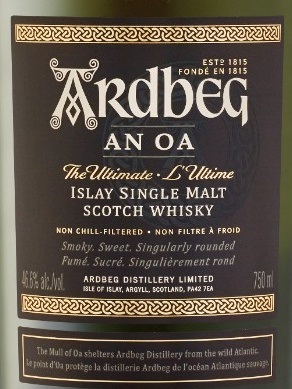 ESTD 1815
FONDÉ EN 1815
ARDBEG
AN OA
The Ultimate • L'Ultime
ISLAY SINGLE MALT
SCOTCH WHISKY
NON CHILL-FILTERED • NON FILTRÉ À FROID
Smoky. Sweet. Singularly rounded
Fumé. Sucré. Singulièrement rond
46.6% alc./vol.
ARDBEG DISTILLERY LIMITED
ISLE OF ISLAY, ARGYLL, SCOTLAND, PA42 7EA
750 ml
The Mull of Oa shelters Ardbeg Distillery from the wild Atlantic.
Le point d'Oa protège la distillerie Ardbeg de l'océan Atlantique sauvage.